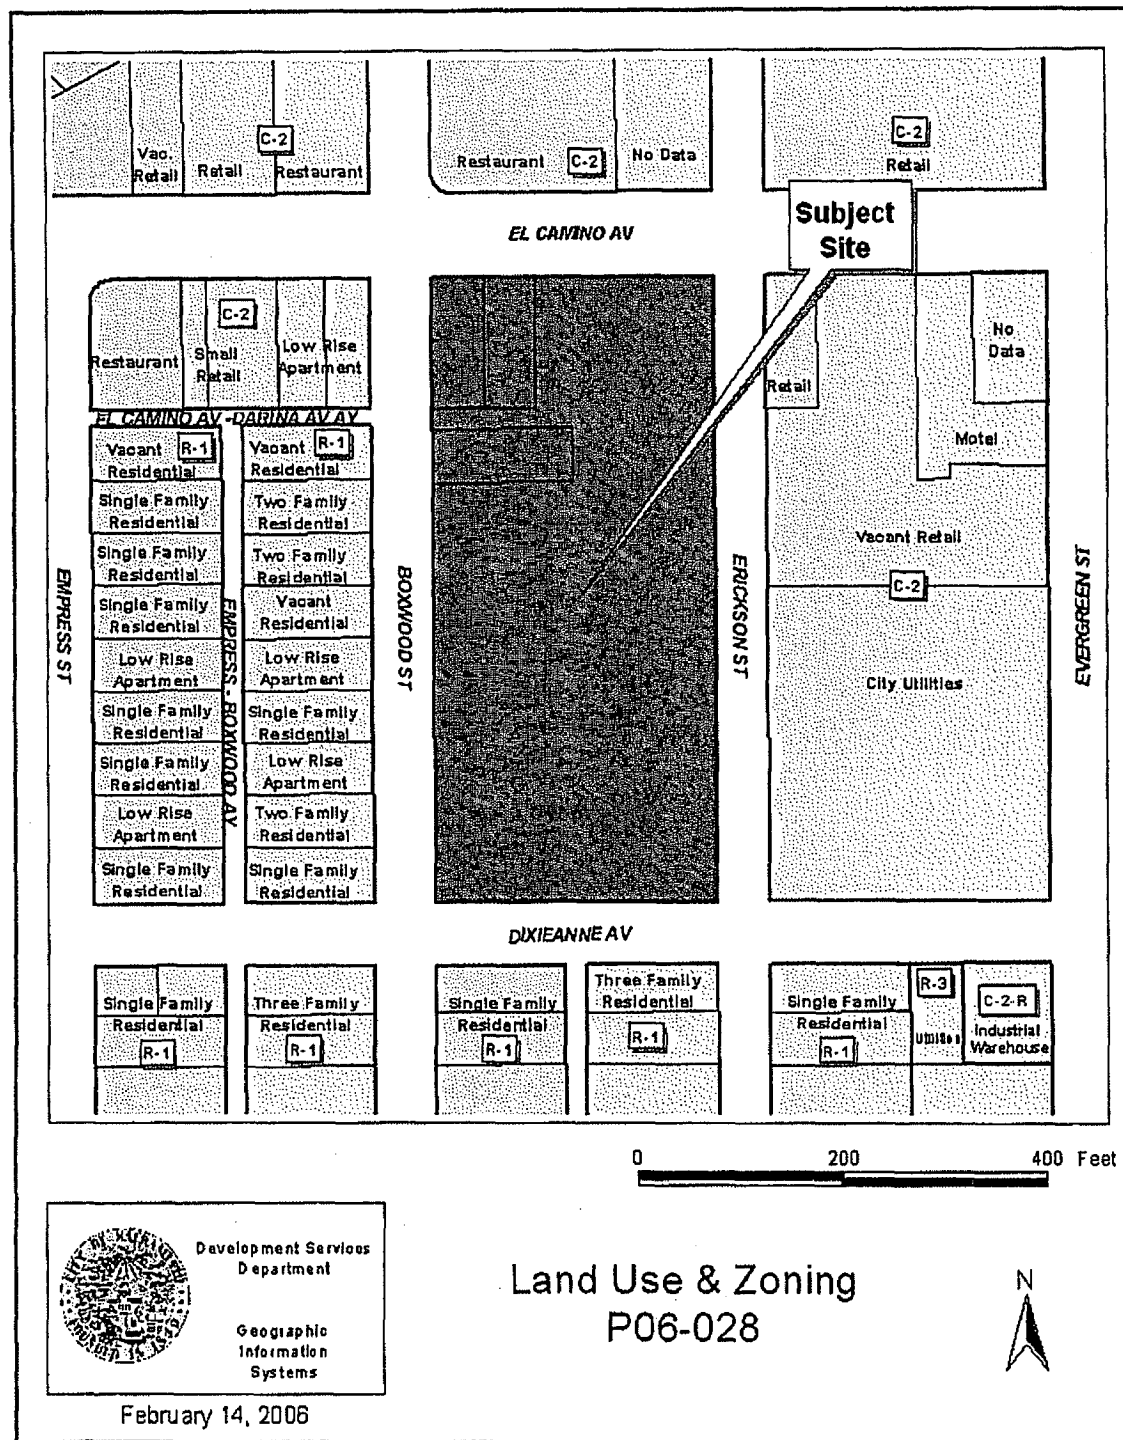 C-2
Vac.
Retail
Retail
Restaurant
Restaurant
C-2
No Data
C-2
Retail
EL CAMINO AV
Subject
Site
C-2
Restaurant
Small
Retail
Low Rise
Apartment
Retail
No
Data
Motel
EL CAMINO AV -DARINA AV AY
Vacant
R-1
Residential
Vacant
R-1
Residential
Single Family
Residential
Two Family
Residential
Single Family
Residential
Two Family
Residential
Single Family
Residential
Vacant
Residential
Low Rise
Apartment
Low Rise
Apartment
Single Family
Residential
Single Family
Residential
Single Family
Residential
Low Rise
Apartment
Low Rise
Apartment
Two Family
Residential
Single Family
Residential
Single Family
Residential
EMPRESS ST
EMPRESS - BOXWOOD AY
BOXWOOD ST
ERICKSON ST
EVERGREEN ST
Vacant Retail
C-2
City Utilities
DIXIEANNE AV
Single Family
Residential
R-1
Three Family
Residential
R-1
Single Family
Residential
R-1
Three Family
Residential
R-1
Single Family
Residential
R-1
R-3
Utilities
C-2-R
Industrial
Warehouse
0 200 400 Feet
Development Services
Department
Geographic
Information
Systems
Land Use & Zoning
P06-028
N
February 14, 2006